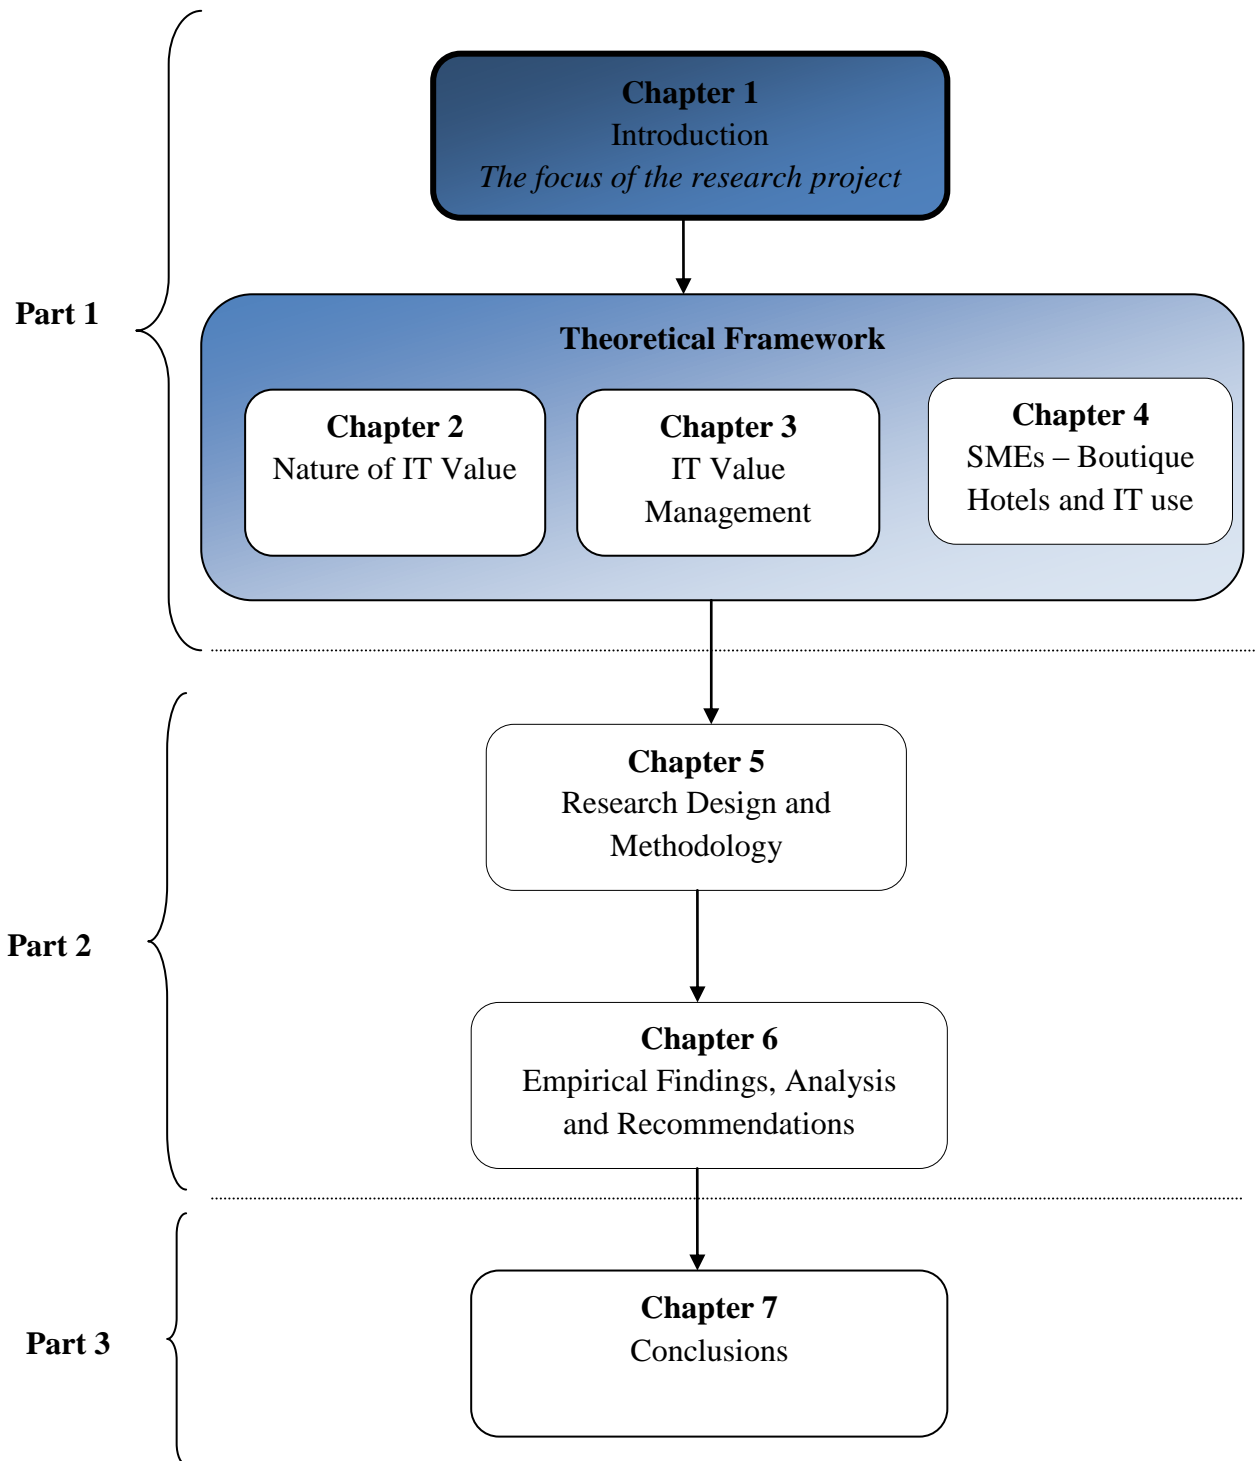 Chapter 1
Introduction
The focus of the research project
Part 1
Theoretical Framework
Chapter 2
Nature of IT Value
Chapter 3
IT Value
Management
Chapter 4
SMEs – Boutique
Hotels and IT use
Chapter 5
Research Design and
Methodology
Part 2
Chapter 6
Empirical Findings, Analysis
and Recommendations
Chapter 7
Conclusions
Part 3